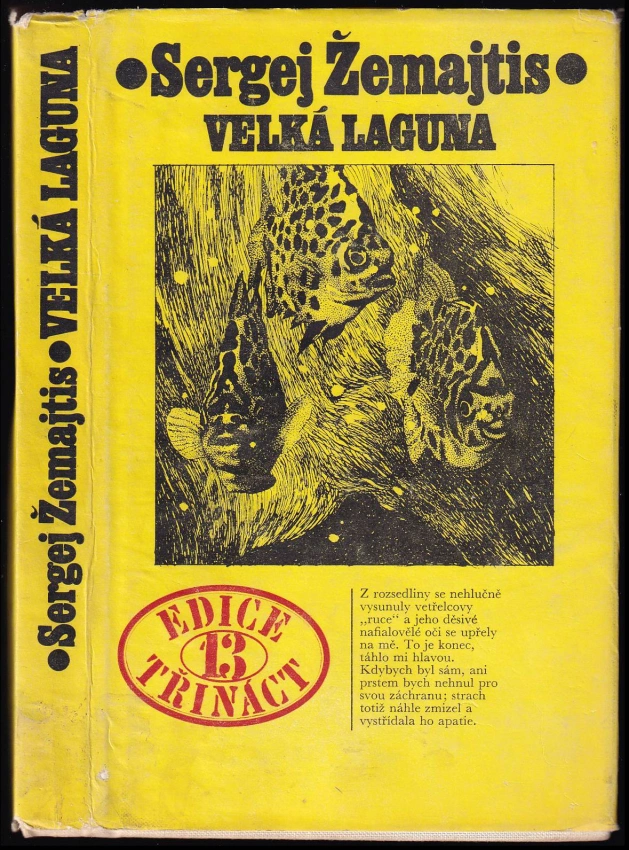 Sergej Žemajtis • VELKÁ LAGUNA
•Sergej Žemajtis•
VELKÁ LAGUNA
EDICE
13
TŘINÁCT
Z rozsedliny se nehlučně
vysunuly vetřelcovy
„ruce“ a jeho děsivé
nafialovělé oči se upřely
na mě. To je konec,
táhlo mi hlavou.
Kdybych byl sám, ani
prstem bych nehnul pro
svou záchranu; strach
totiž náhle zmizel a
vystřídala ho apatie.